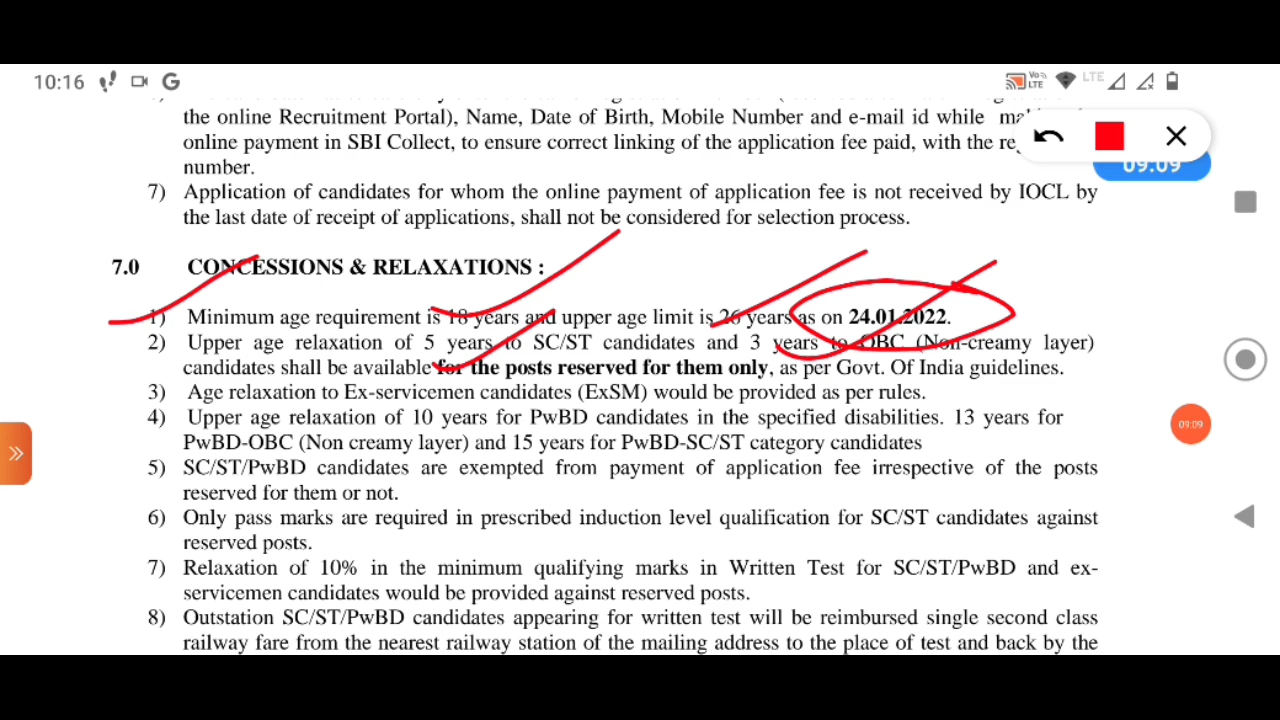 10:16
G
Vo
LTE
LTE
the online Recruitment Portal), Name, Date of Birth, Mobile Number and e-mail id while
online payment in SBI Collect, to ensure correct linking of the application fee paid, with the
number.
09:09
7) Application of candidates for whom the online payment of application fee is not received by IOCL by
the last date of receipt of applications, shall not be considered for selection process.
7.0 CONCESSIONS & RELAXATIONS :
1) Minimum age requirement is 18 years and upper age limit is 26 years as on 24.01.2022.
2) Upper age relaxation of 5 years to SC/ST candidates and 3 years to OBC (Non-creamy layer)
candidates shall be available for the posts reserved for them only, as per Govt. Of India guidelines.
3) Age relaxation to Ex-servicemen candidates (ExSM) would be provided as per rules.
4) Upper age relaxation of 10 years for PwBD candidates in the specified disabilities. 13 years for
PwBD-OBC (Non creamy layer) and 15 years for PwBD-SC/ST category candidates
09:09
5) SC/ST/PwBD candidates are exempted from payment of application fee irrespective of the posts
reserved for them or not.
6) Only pass marks are required in prescribed induction level qualification for SC/ST candidates against
reserved posts.
7) Relaxation of 10% in the minimum qualifying marks in Written Test for SC/ST/PwBD and ex-
servicemen candidates would be provided against reserved posts.
8) Outstation SC/ST/PwBD candidates appearing for written test will be reimbursed single second class
railway fare from the nearest railway station of the mailing address to the place of test and back by the